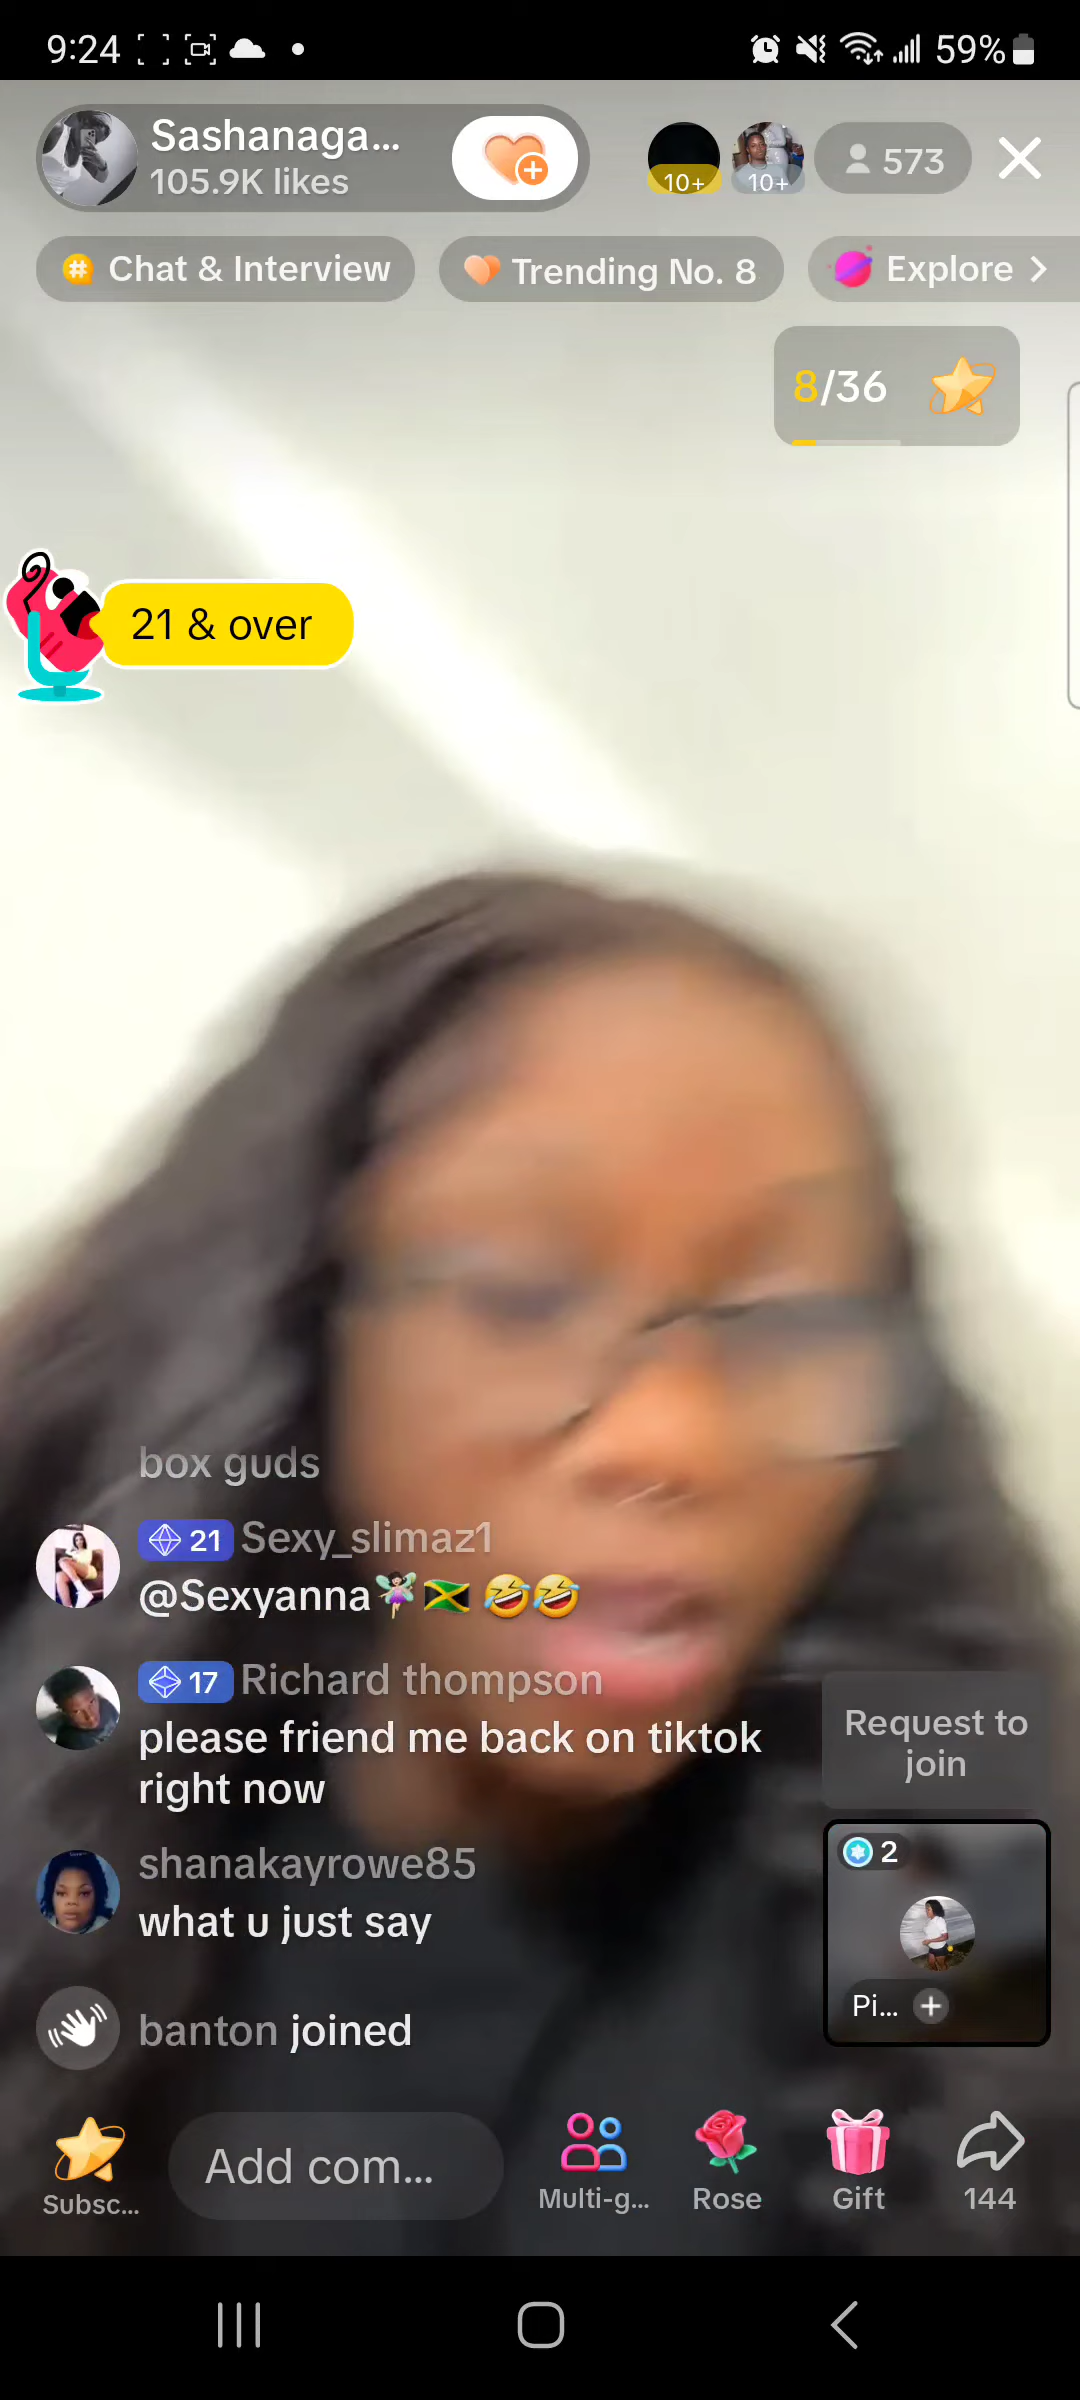 9:24
59%
Sashanaga...
105.9K likes
10+
10+
573
# Chat & Interview
Trending No. 8
Explore >
8/36
21 & over
box guds
21 Sexy_slimaz1
@Sexyanna🧚🏻‍♀️🇯🇲 🤣🤣
17 Richard thompson
please friend me back on tiktok
right now
Request to
join
shanakayrowe85
what u just say
2
Pi... +
banton joined
Subsc...
Add com...
Multi-g...
Rose
Gift
144